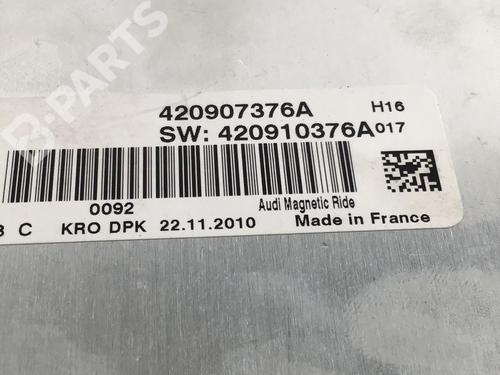 B-PARTS
420907376A H16
SW: 420910376A 017
0092 Audi Magnetic Ride
C KRO DPK 22.11.2010 Made in France